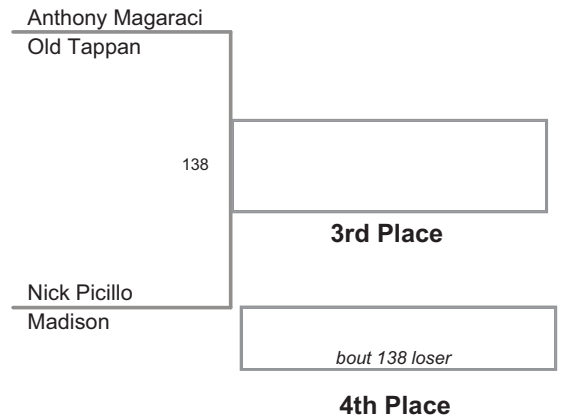 Anthony Magaraci
Old Tappan
138
3rd Place
Nick Picillo
Madison
bout 138 loser
4th Place